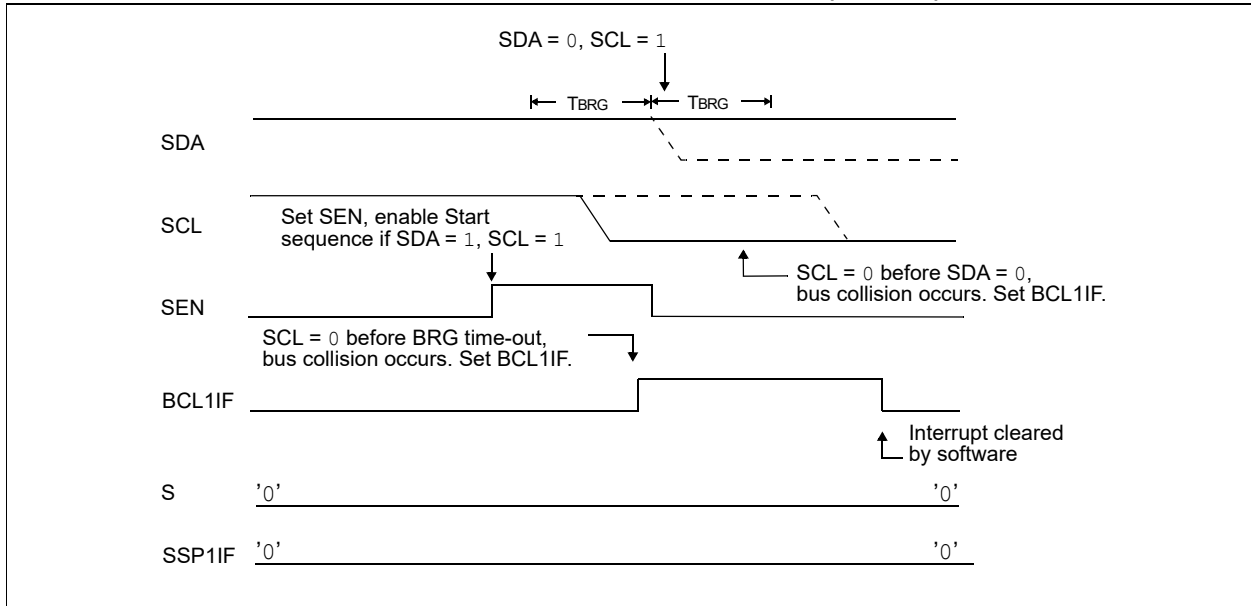 SDA = 0, SCL = 1
TBRG TBRG
SDA
SCL
Set SEN, enable Start
sequence if SDA = 1, SCL = 1
SCL = 0 before SDA = 0,
bus collision occurs. Set BCL1IF.
SEN
SCL = 0 before BRG time-out,
bus collision occurs. Set BCL1IF.
BCL1IF
Interrupt cleared
by software
S '0' '0'
SSP1IF '0' '0'